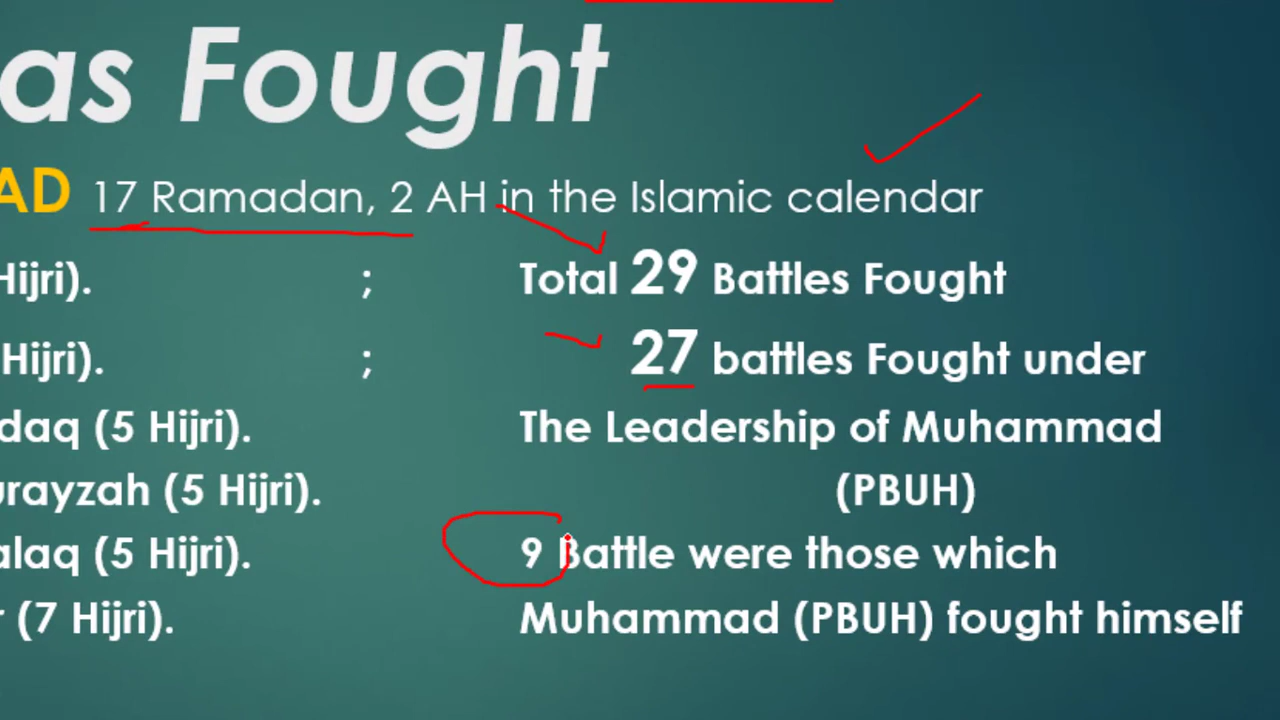 as Fought
AD 17 Ramadan, 2 AH in the Islamic calendar
Hijri). ; Total 29 Battles Fought
Hijri). ; 27 battles Fought under
daq (5 Hijri). The Leadership of Muhammad
urayzah (5 Hijri). (PBUH)
alaq (5 Hijri). 9 Battle were those which
r (7 Hijri). Muhammad (PBUH) fought himself